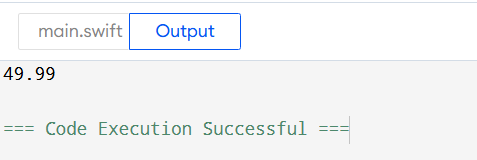 main.swift Output
49.99
=== Code Execution Successful ===